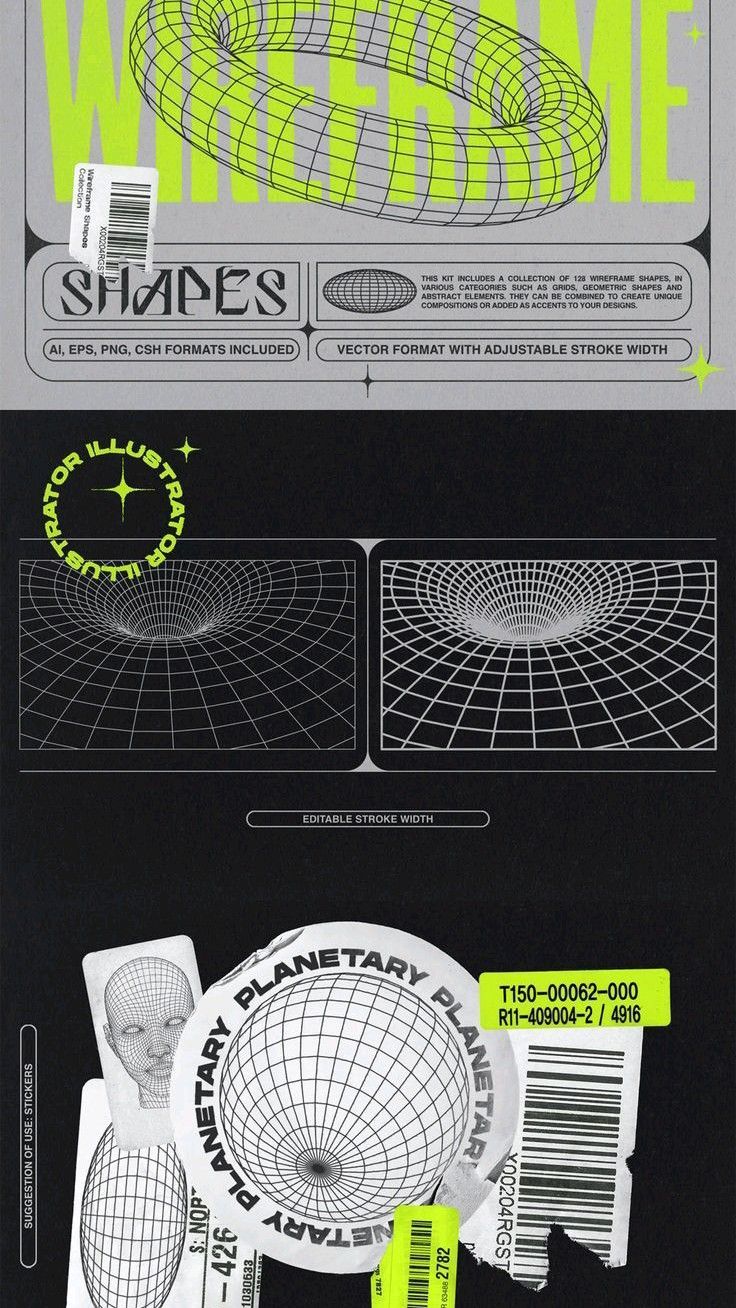 WIREFRAME
Wireframe Shapes
Collection
X00204RGST
SHAPES
THIS KIT INCLUDES A COLLECTION OF 128 WIREFRAME SHAPES, IN
VARIOUS CATEGORIES SUCH AS GRIDS, GEOMETRIC SHAPES AND
ABSTRACT ELEMENTS. THEY CAN BE COMBINED TO CREATE UNIQUE
COMPOSITIONS OR ADDED AS ACCENTS TO YOUR DESIGNS.
AI, EPS, PNG, CSH FORMATS INCLUDED
VECTOR FORMAT WITH ADJUSTABLE STROKE WIDTH
ILLUSTRATOR ILLUSTRATOR
EDITABLE STROKE WIDTH
SUGGESTION OF USE: STICKERS
PLANETARY PLANETARY PLANETARY PLANETARY
T150-00062-000
R11-409004-2 / 4916
X00204RGST
S: NOR
-426
1030633
2782